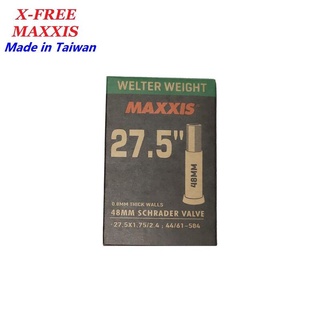 X-FREE
MAXXIS
Made in Taiwan
WELTER WEIGHT
MAXXIS
27.5"
48MM
0.8MM THICK WALLS
48MM SCHRADER VALVE
27.5X1.75/2.4 , 44/61-584